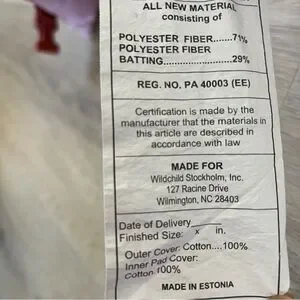 ALL NEW MATERIAL
consisting of
POLYESTER FIBER.......71%
POLYESTER FIBER
BATTING....................29%
REG. NO. PA 40003 (EE)
Certification is made by the
manufacturer that the materials in
this article are described in
accordance with law
MADE FOR
Wildchild Stockholm, Inc.
127 Racine Drive
Wilmington, NC 28403
Date of Delivery______
Finished Size: x in.
Outer Cover: Cotton....100%
Inner Pad Cover:
Cotton 100%
MADE IN ESTONIA